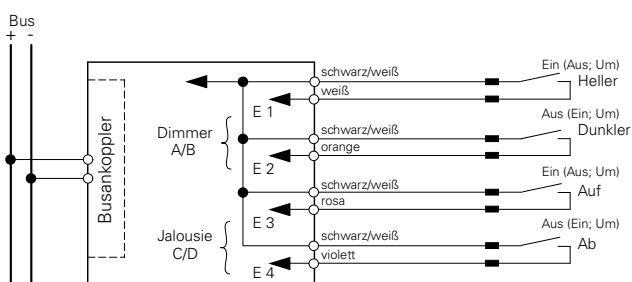 Bus
+ -
Busankoppler
schwarz/weiß
Ein (Aus; Um)
Heller
weiß
E 1
Dimmer
A/B
schwarz/weiß
Aus (Ein; Um)
Dunkler
orange
E 2
schwarz/weiß
Ein (Aus; Um)
Auf
rosa
E 3
Jalousie
C/D
schwarz/weiß
Aus (Ein; Um)
Ab
violett
E 4